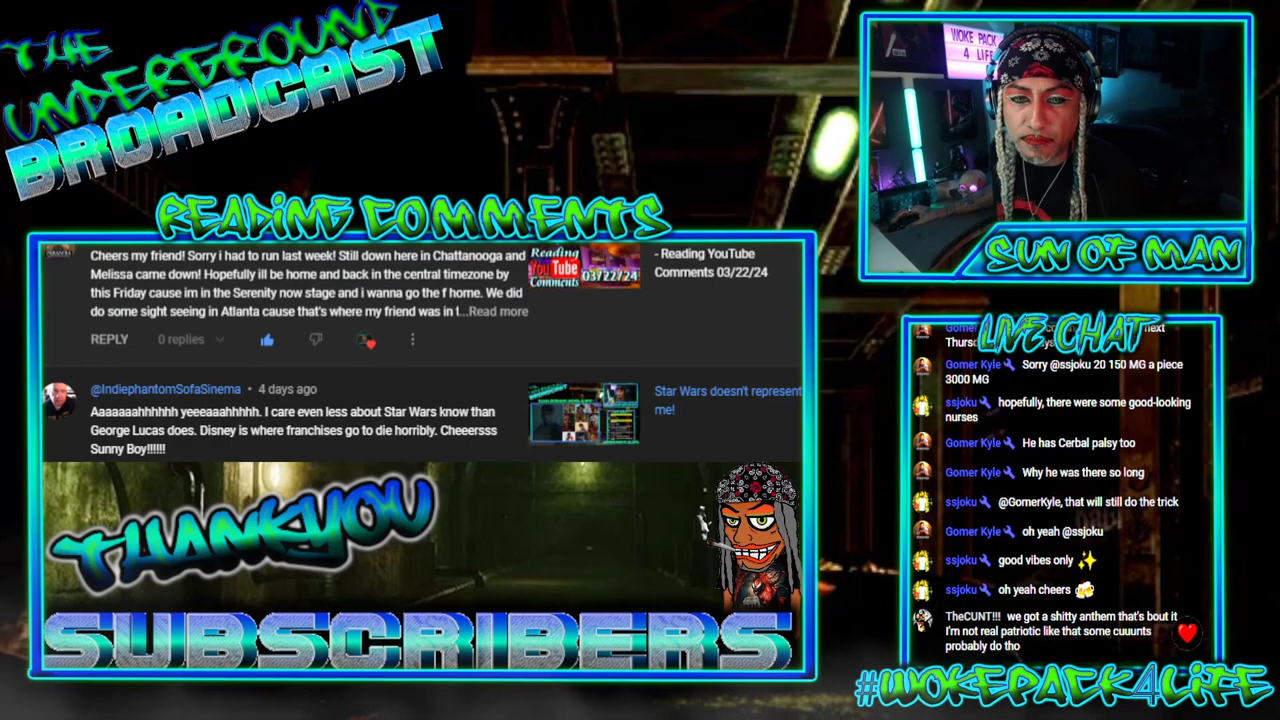 THE
UNDERGROUND
BROADCAST
WOKE PACK
4 LIFE
SUN OF MAN
READING COMMENTS
Cheers my friend! Sorry i had to run last week! Still down here in Chattanooga and
Melissa came down! Hopefully ill be home and back in the central timezone by
this Friday cause im in the Serenity now stage and i wanna go the f home. We did
do some sight seeing in Atlanta cause that's where my friend was in t...Read more
Reading
YouTube
Comments
03/22/24
- Reading YouTube
Comments 03/22/24
REPLY 0 replies
@IndiephantomSofaSinema • 4 days ago
Aaaaaahhhhhh yeeeaaahhhhh. I care even less about Star Wars know than
George Lucas does. Disney is where franchises go to die horribly. Cheeersss
Sunny Boy!!!!!!
Star Wars doesn't represent
me!
THANKYOU
SUBSCRIBERS
LIVE CHAT
Gomer
next
Thurs
Gomer Kyle Sorry @ssjoku 20 150 MG a piece
3000 MG
ssjoku hopefully, there were some good-looking
nurses
Gomer Kyle He has Cerbal palsy too
Gomer Kyle Why he was there so long
ssjoku @GomerKyle, that will still do the trick
Gomer Kyle oh yeah @ssjoku
ssjoku good vibes only ✨
ssjoku oh yeah cheers 🍻
TheCUNT!!! we got a shitty anthem that's bout it
I'm not real patriotic like that some cuuunts
probably do tho
#WOKEPACK4LIFE